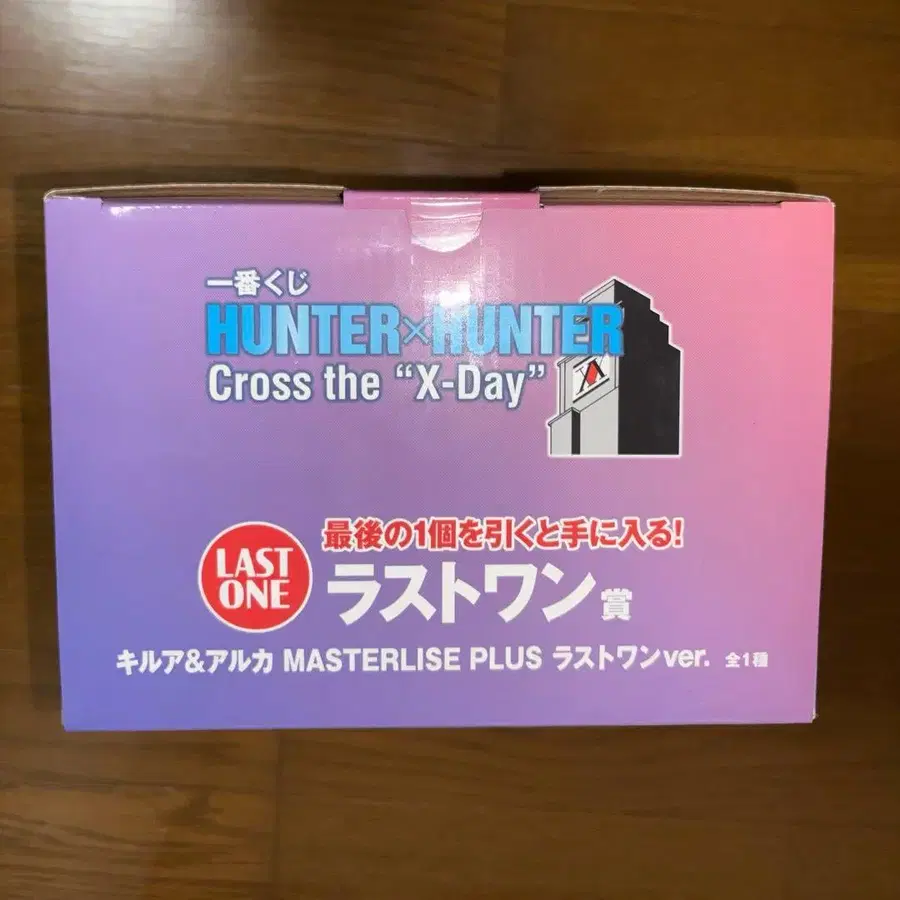 一番くじ
HUNTER×HUNTER
Cross the “X-Day”
最後の1個を引くと手に入る!
LAST
ONE
ラストワン賞
キルア&アルカ MASTERLISE PLUS ラストワンver. 全1種